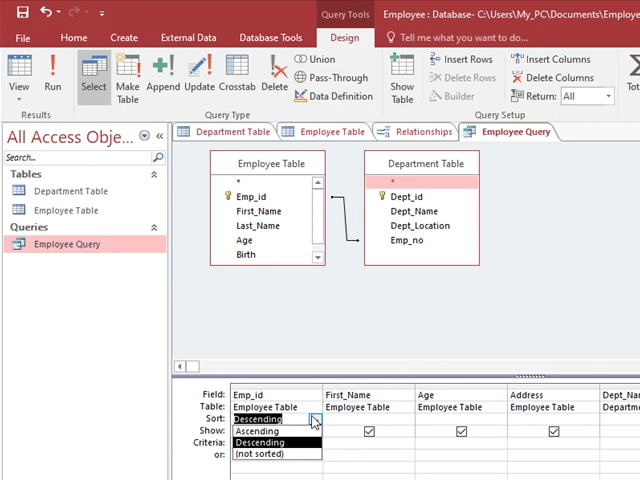 Query Tools
Employee : Database- C:\Users\My_PC\Documents\Employe
File Home Create External Data Database Tools Design Tell me what you want to do...
View Run Select Make Table Append Update Crosstab Delete Union Pass-Through Data Definition Show Table Insert Rows Delete Rows Builder Insert Columns Delete Columns Return: All Tot
Results Query Type Query Setup
All Access Obje... «
Search...
Tables
Department Table
Employee Table
Queries
Employee Query
Department Table Employee Table Relationships Employee Query
Employee Table
*
Emp_id
First_Name
Last_Name
Age
Birth
Department Table
*
Dept_id
Dept_Name
Dept_Location
Emp_no
Field: Emp_id First_Name Age Address Dept_N
Table: Employee Table Employee Table Employee Table Employee Table Departm
Sort: Descending
Ascending
Descending
(not sorted)
Show:
Criteria:
or: